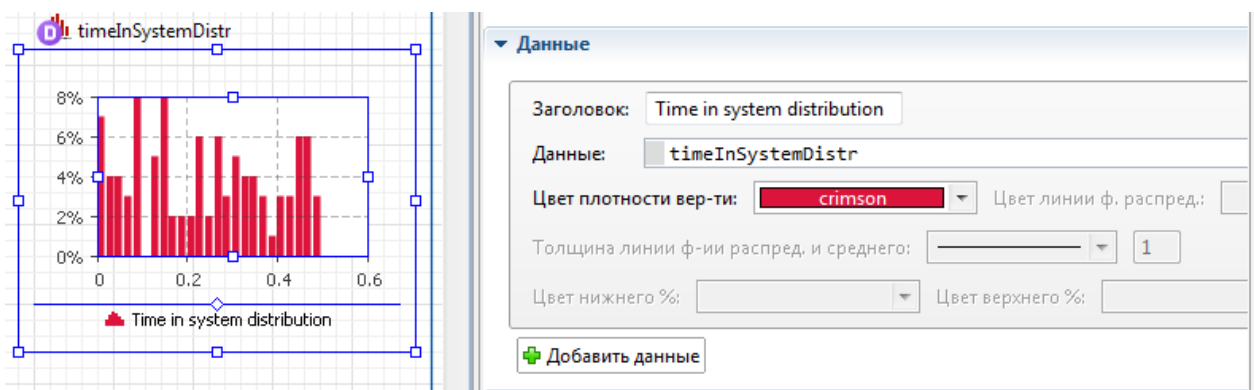 D timeInSystemDistr
8%
6%
4%
2%
0%
0 0.2 0.4 0.6
Time in system distribution
Данные
Заголовок: Time in system distribution
Данные: timeInSystemDistr
Цвет плотности вер-ти: crimson Цвет линии ф. распред.:
Толщина линии ф-ии распред. и среднего: 1
Цвет нижнего %: Цвет верхнего %:
Добавить данные